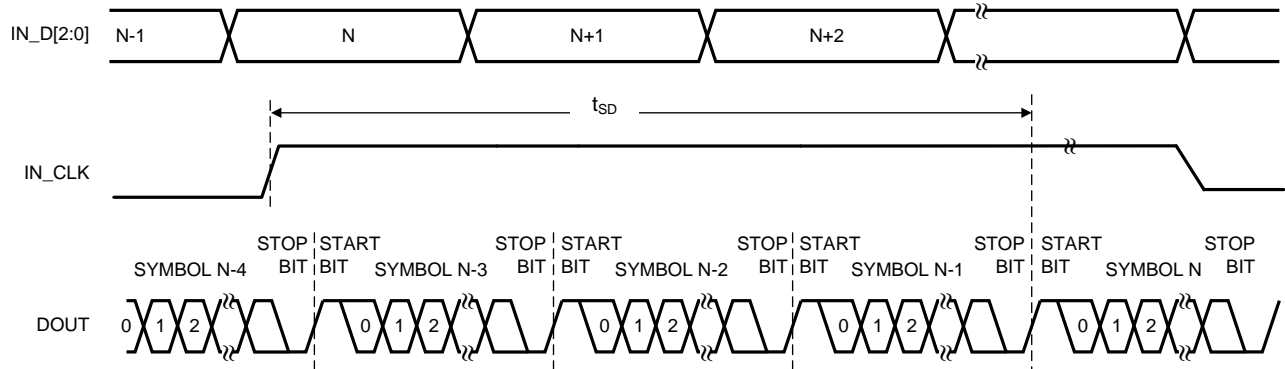 IN_D[2:0] N-1 N N+1 N+2
tSD
IN_CLK
STOP START STOP START STOP START STOP START STOP
BIT BIT BIT BIT BIT BIT BIT BIT BIT
SYMBOL N-4 SYMBOL N-3 SYMBOL N-2 SYMBOL N-1 SYMBOL N
DOUT 0 1 2 0 1 2 0 1 2 0 1 2 0 1 2